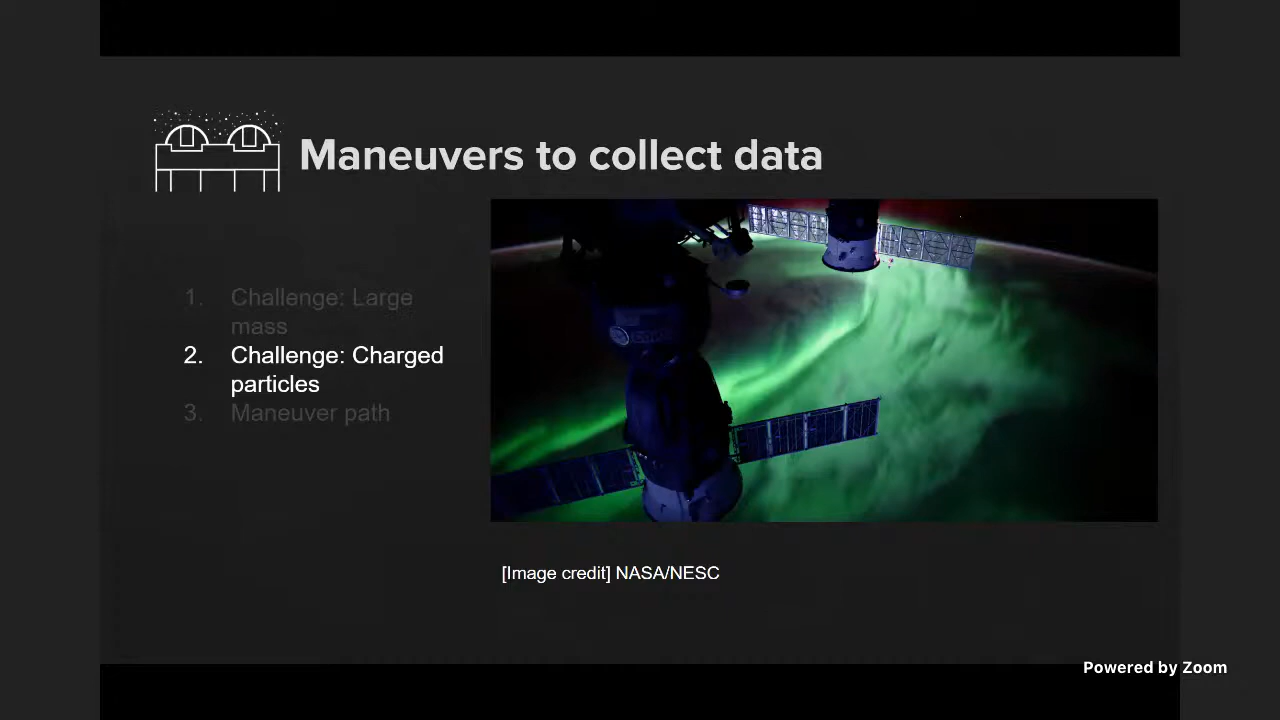 Maneuvers to collect data
1. Challenge: Large
mass
2. Challenge: Charged
particles
3. Maneuver path
[Image credit] NASA/NESC
Powered by Zoom